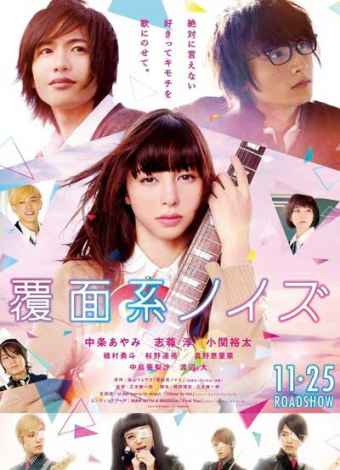 絶対に言えない
好きってキモチを
歌にのせて。
覆面系ノイズ
中条あやみ 志尊 淳 小関裕太
磯村勇斗 杉野遥亮 真野恵里菜
中島亜梨沙 渡辺 大
11・25
ROADSHOW